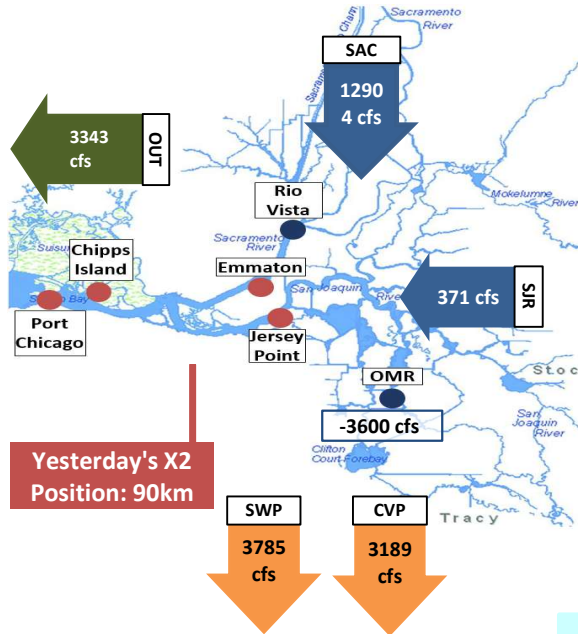 Sacramento
River
SAC
1290
4 cfs
3343
cfs
OUT
Rio
Vista
Mokelumne
River
Sacramento
River
Chipps
Island
Emmaton
San Joaquin
River
371 cfs
SJR
Port
Chicago
Jersey
Point
OMR
Stoc
-3600 cfs
San
Joaquin
River
Clifton
Court Forebay
Yesterday's X2
Position: 90km
SWP
CVP
Tracy
3785
cfs
3189
cfs